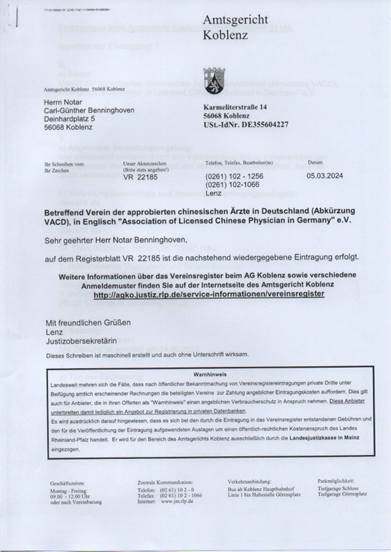 Amtsgericht
Koblenz
Amtsgericht Koblenz 56068 Koblenz
Herrn Notar
Carl-Günther Benninghoven
Deinhardplatz 5
56068 Koblenz
Karmeliterstraße 14
56068 Koblenz
USt.-IdNr. DE355604227
Ihr Schreiben vom
Ihr Zeichen
Unser Aktenzeichen
(Bitte stets angeben!)
VR 22185
Telefon, Telefax, Bearbeiter(in)
(0261) 102 - 1256
(0261) 102-1066
Lenz
Datum
05.03.2024
Betreffend Verein der approbierten chinesischen Ärzte in Deutschland (Abkürzung
VACD), in Englisch "Association of Licensed Chinese Physician in Germany" e.V.
Sehr geehrter Herr Notar Benninghoven,
auf dem Registerblatt VR 22185 ist die nachstehend wiedergegebene Eintragung erfolgt.
Weitere Informationen über das Vereinsregister beim AG Koblenz sowie verschiedene
Anmeldemuster finden Sie auf der Internetseite des Amtsgericht Koblenz
http://agko.justiz.rlp.de/service-informationen/vereinsregister
Mit freundlichen Grüßen
Lenz
Justizobersekretärin
Dieses Schreiben ist maschinell erstellt und auch ohne Unterschrift wirksam.
Warnhinweis
Landesweit mehren sich die Fälle, dass nach öffentlicher Bekanntmachung von Vereinsregistereintragungen private Dritte unter
Beifügung amtlich erscheinender Rechnungen die beteiligten Vereine zur Zahlung angeblicher Eintragungskosten auffordern. Dies gilt
auch für Anbieter, die in ihren Offerten als "Warnhinweis" einen angeblichen Verbraucherschutz in Anspruch nehmen. Diese Anbieter
unterbreiten damit lediglich ein Angebot zur Registrierung in privaten Datenbanken.
Es wird ausdrücklich darauf hingewiesen, dass es sich bei den durch die Eintragung in das Vereinsregister entstandenen Gebühren und
den für die Veröffentlichung der Eintragung aufgewendeten Auslagen um einen öffentlich-rechtlichen Kostenanspruch des Landes
Rheinland-Pfalz handelt. Er wird für den Bereich des Amtsgerichts Koblenz ausschließlich durch die Landesjustizkasse in Mainz
eingezogen.
Geschäftszeiten:
Montag - Freitag
09.00 - 12.00 Uhr
oder nach Vereinbarung
Zentrale Kommunikation:
Telefon: (02 61) 10 2 - 0
Telefax: (02 61) 10 2 - 1066
Internet: www.jm.rlp.de
Verkehrsanbindung:
Bus ab Koblenz Hauptbahnhof
Linie 1 bis Haltestelle Görresplatz
Parkmöglichkeit:
Tiefgarage Schloss
Tiefgarage Görresplatz